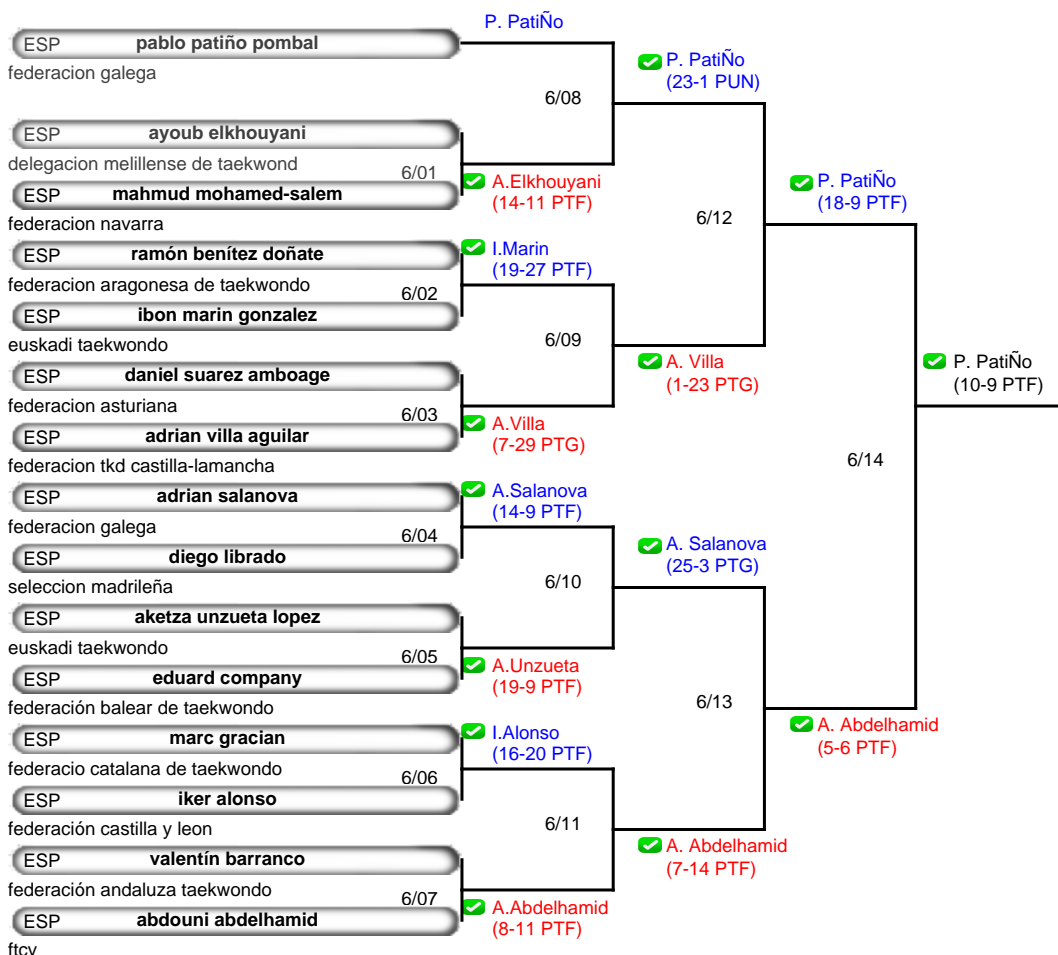 P. PatiÑo
ESP pablo patiño pombal
federacion galega
P. PatiÑo
(23-1 PUN)
6/08
ESP ayoub elkhouyani
delegacion melillense de taekwond
6/01
A.Elkhouyani
(14-11 PTF)
ESP mahmud mohamed-salem
federacion navarra
P. PatiÑo
(18-9 PTF)
6/12
ESP ramón benítez doñate
federacion aragonesa de taekwondo
I.Marin
(19-27 PTF)
6/02
ESP ibon marin gonzalez
euskadi taekwondo
6/09
ESP daniel suarez amboage
federacion asturiana
A. Villa
(1-23 PTG)
P. PatiÑo
(10-9 PTF)
6/03
A.Villa
(7-29 PTG)
ESP adrian villa aguilar
federacion tkd castilla-lamancha
6/14
ESP adrian salanova
federacion galega
A.Salanova
(14-9 PTF)
6/04
ESP diego librado
seleccion madrileña
A. Salanova
(25-3 PTG)
6/10
ESP aketza unzueta lopez
euskadi taekwondo
6/05
A.Unzueta
(19-9 PTF)
ESP eduard company
federación balear de taekwondo
6/13
ESP marc gracian
federacio catalana de taekwondo
I.Alonso
(16-20 PTF)
A. Abdelhamid
(5-6 PTF)
6/06
ESP iker alonso
federación castilla y leon
6/11
ESP valentín barranco
federación andaluza taekwondo
A. Abdelhamid
(7-14 PTF)
6/07
A.Abdelhamid
(8-11 PTF)
ESP abdouni abdelhamid
ftcv